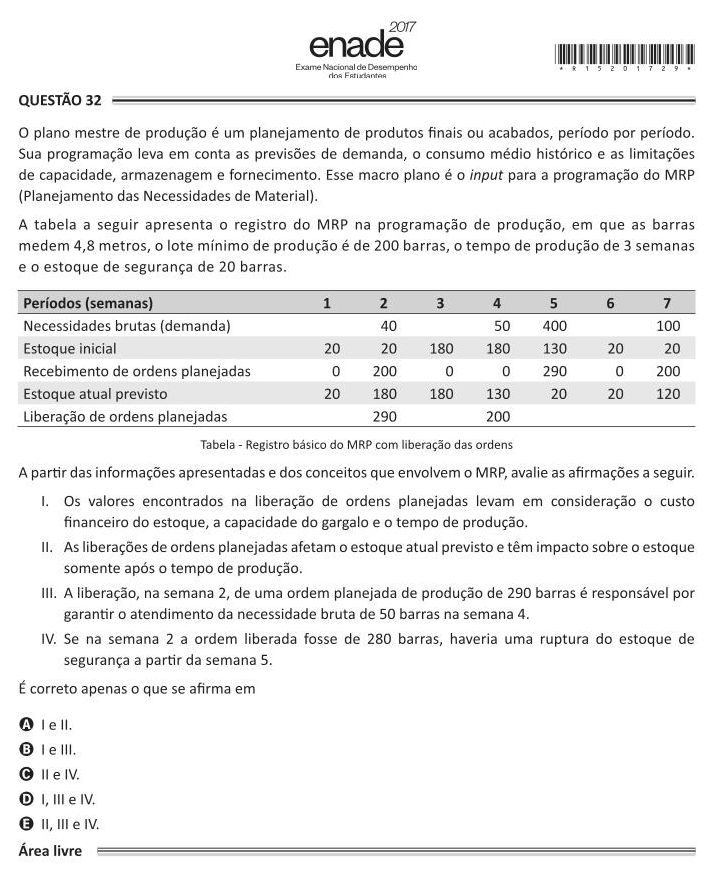 enade 2017
Exame Nacional de Desempenho
dos Estudantes
* R 1 5 2 0 1 7 2 9 *
QUESTÃO 32
O plano mestre de produção é um planejamento de produtos finais ou acabados, período por período.
Sua programação leva em conta as previsões de demanda, o consumo médio histórico e as limitações
de capacidade, armazenagem e fornecimento. Esse macro plano é o input para a programação do MRP
(Planejamento das Necessidades de Material).
A tabela a seguir apresenta o registro do MRP na programação de produção, em que as barras
medem 4,8 metros, o lote mínimo de produção é de 200 barras, o tempo de produção de 3 semanas
e o estoque de segurança de 20 barras.
Períodos (semanas) 1 2 3 4 5 6 7
Necessidades brutas (demanda) 40 50 400 100
Estoque inicial 20 20 180 180 130 20 20
Recebimento de ordens planejadas 0 200 0 0 290 0 200
Estoque atual previsto 20 180 180 130 20 20 120
Liberação de ordens planejadas 290 200
Tabela - Registro básico do MRP com liberação das ordens
A partir das informações apresentadas e dos conceitos que envolvem o MRP, avalie as afirmações a seguir.
I. Os valores encontrados na liberação de ordens planejadas levam em consideração o custo
financeiro do estoque, a capacidade do gargalo e o tempo de produção.
II. As liberações de ordens planejadas afetam o estoque atual previsto e têm impacto sobre o estoque
somente após o tempo de produção.
III. A liberação, na semana 2, de uma ordem planejada de produção de 290 barras é responsável por
garantir o atendimento da necessidade bruta de 50 barras na semana 4.
IV. Se na semana 2 a ordem liberada fosse de 280 barras, haveria uma ruptura do estoque de
segurança a partir da semana 5.
É correto apenas o que se afirma em
A I e II.
B I e III.
C II e IV.
D I, III e IV.
E II, III e IV.
Área livre